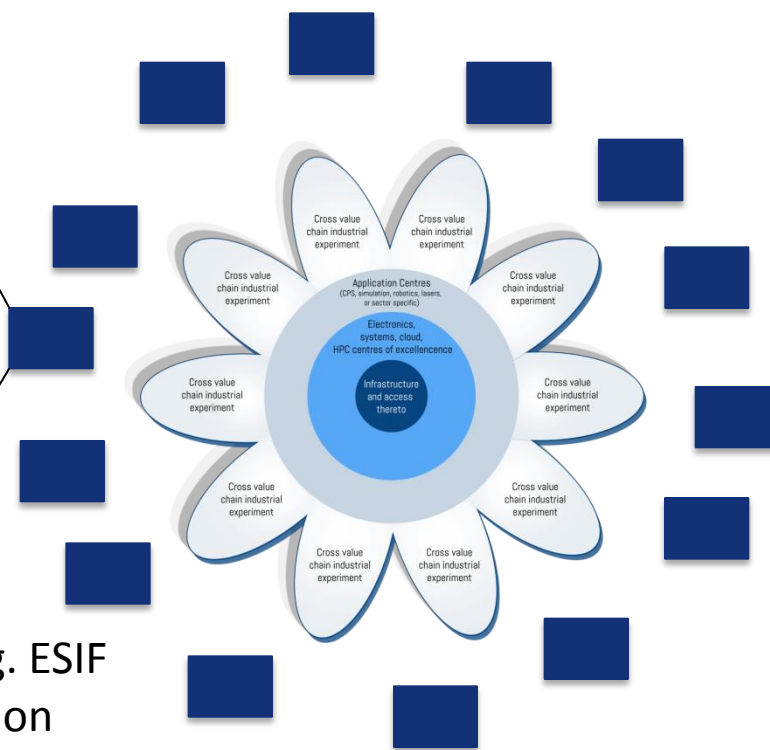 Cross value
chain industrial
experiment
Cross value
chain industrial
experiment
Cross value
chain industrial
experiment
Cross value
chain industrial
experiment
Application Centres
(CPS, simulation, robotics, lasers,
or sector specific)
Electronics,
systems, cloud,
HPC centres of excellencence
Infrastructure
and access
thereto
Cross value
chain industrial
experiment
Cross value
chain industrial
experiment
Cross value
chain industrial
experiment
Cross value
chain industrial
experiment
Cross value
chain industrial
experiment
Cross value
chain industrial
experiment
g. ESIF
on